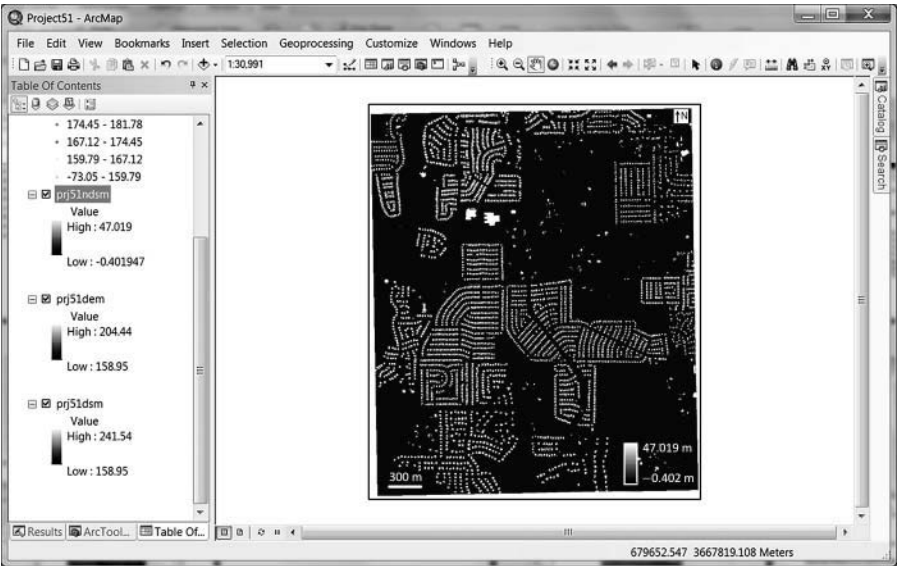 Project51 - ArcMap
File Edit View Bookmarks Insert Selection Geoprocessing Customize Windows Help
1:30,991
Table Of Contents
174.45 - 181.78
167.12 - 174.45
159.79 - 167.12
-73.05 - 159.79
prj51ndsm
Value
High : 47.019
Low : -0.401947
prj51dem
Value
High : 204.44
Low : 158.95
prj51dsm
Value
High : 241.54
Low : 158.95
Results ArcTool... Table Of...
N
300 m
47.019 m
−0.402 m
Catalog
Search
679652.547 3667819.108 Meters